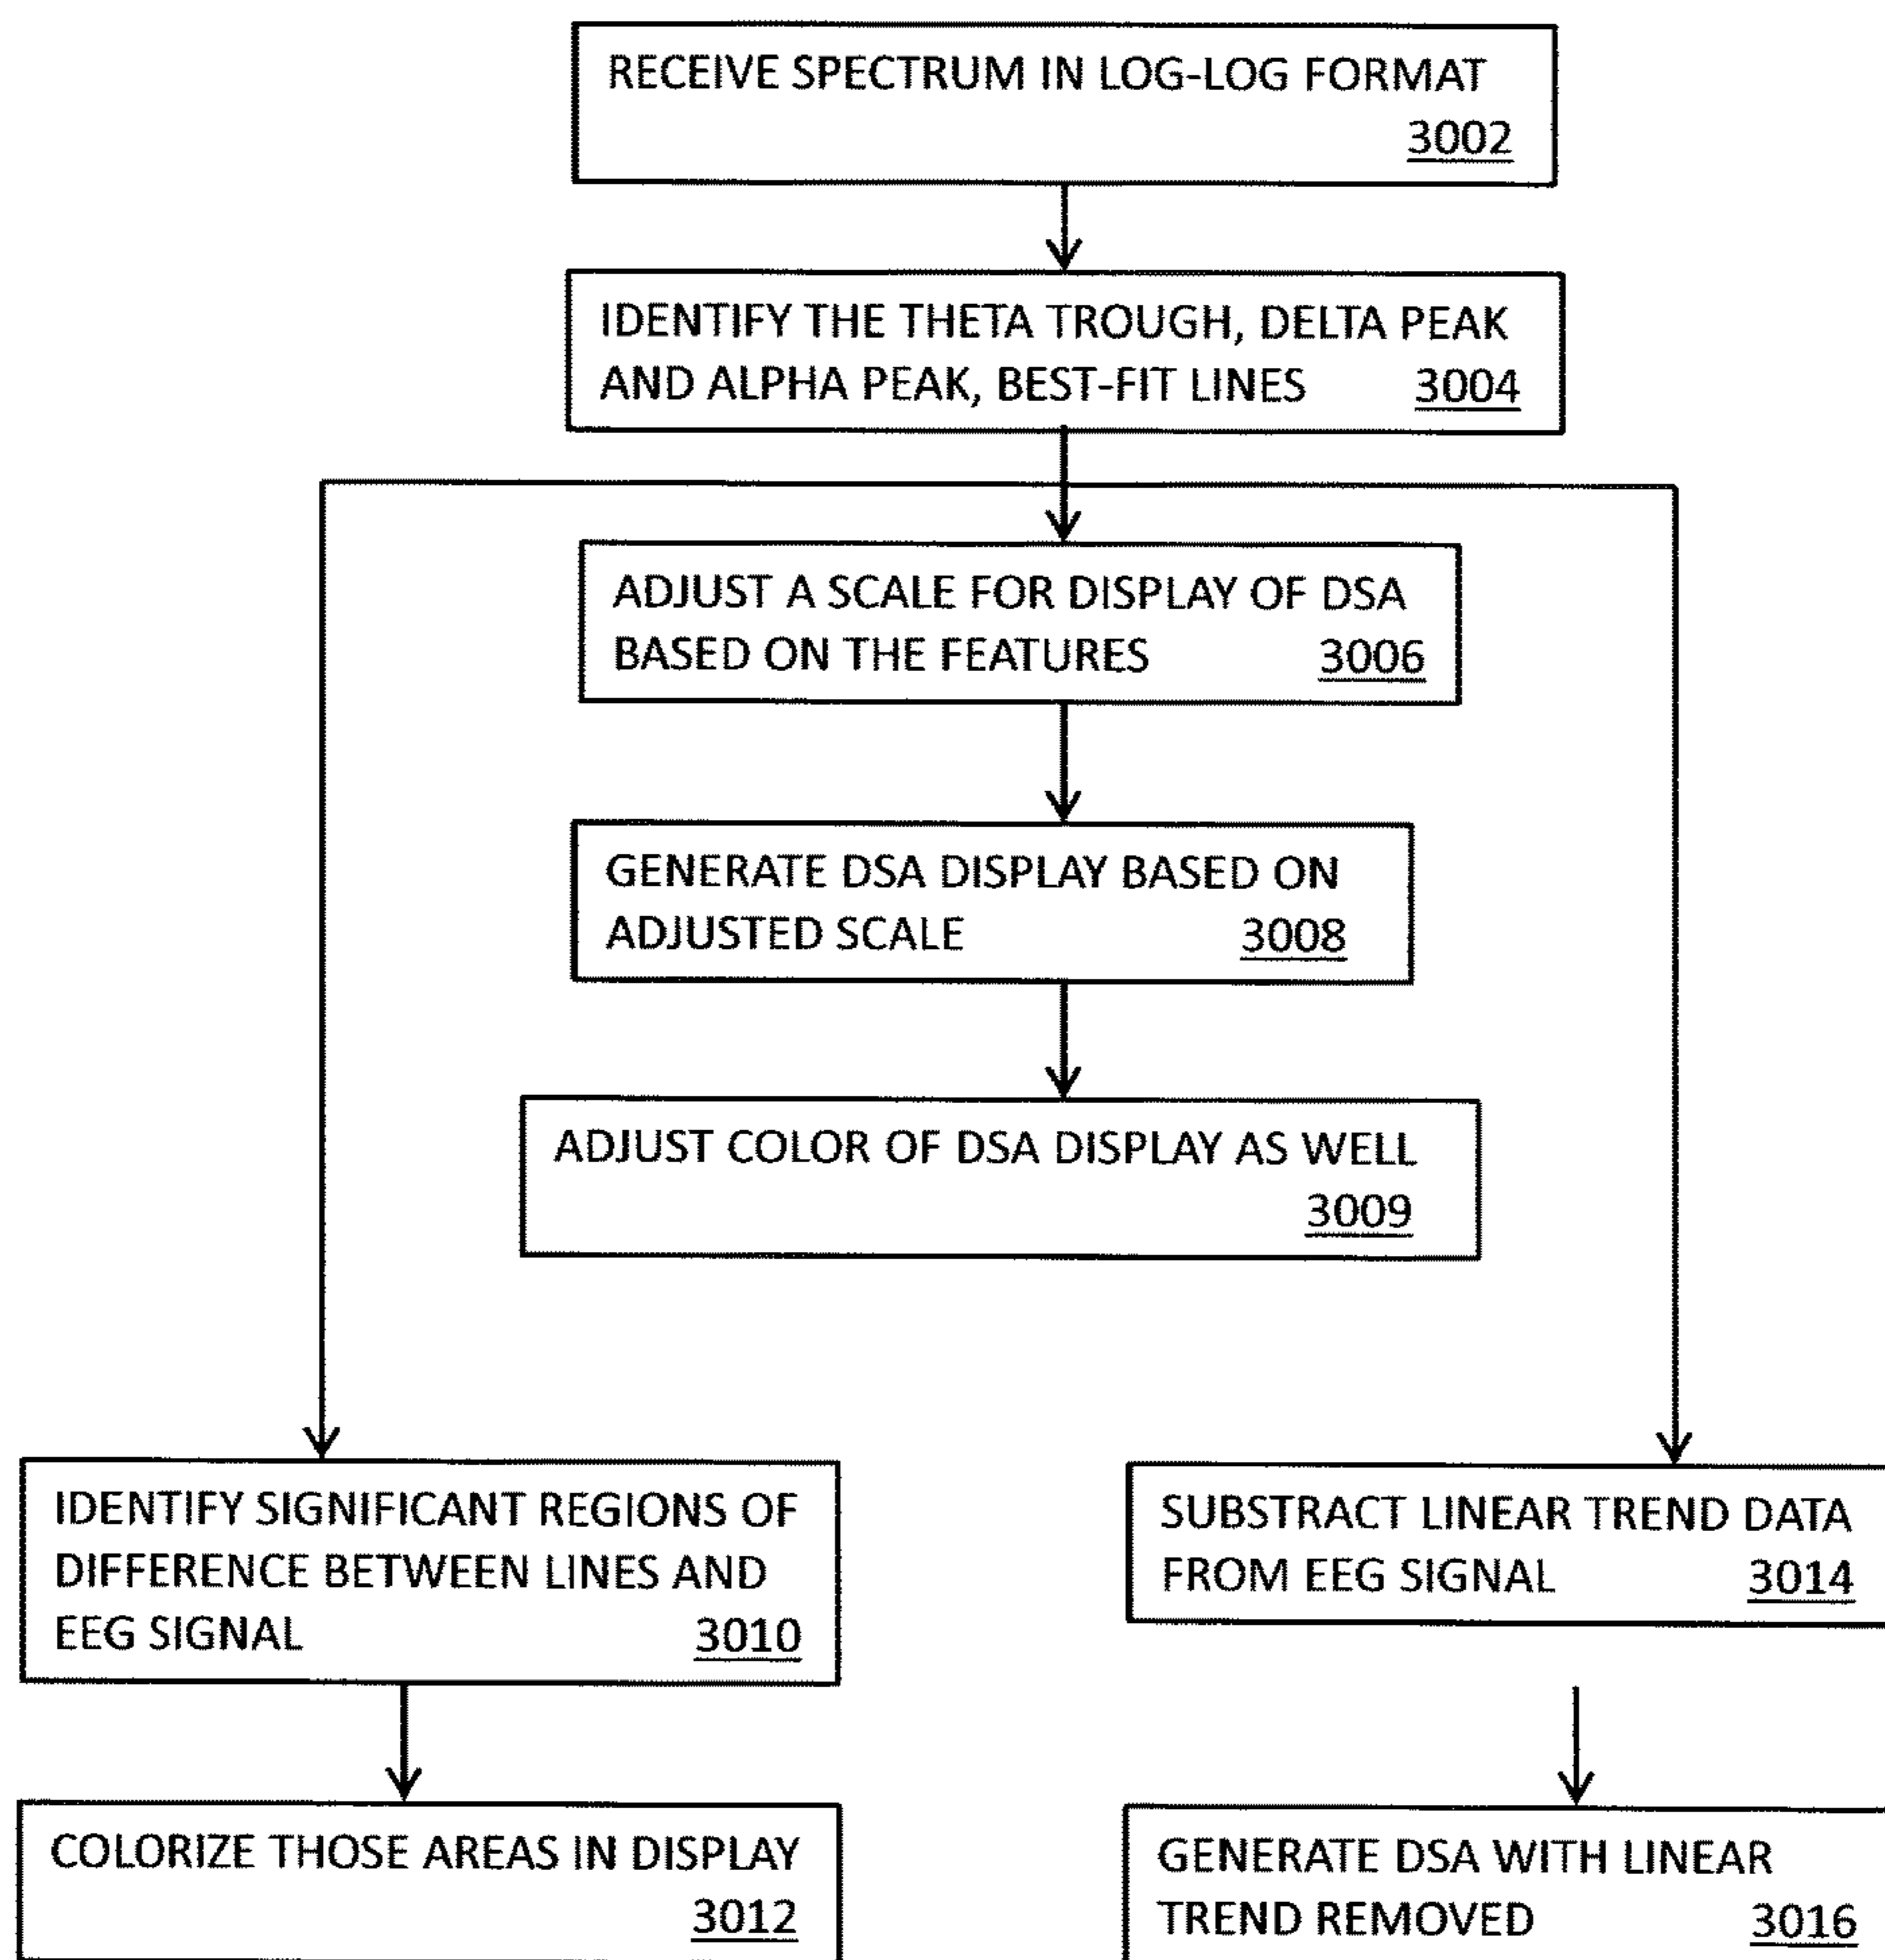 RECEIVE SPECTRUM IN LOG-LOG FORMAT
3002
IDENTIFY THE THETA TROUGH, DELTA PEAK
AND ALPHA PEAK, BEST-FIT LINES 3004
ADJUST A SCALE FOR DISPLAY OF DSA
BASED ON THE FEATURES 3006
GENERATE DSA DISPLAY BASED ON
ADJUSTED SCALE 3008
ADJUST COLOR OF DSA DISPLAY AS WELL
3009
IDENTIFY SIGNIFICANT REGIONS OF
DIFFERENCE BETWEEN LINES AND
EEG SIGNAL 3010
COLORIZE THOSE AREAS IN DISPLAY
3012
SUBSTRACT LINEAR TREND DATA
FROM EEG SIGNAL 3014
GENERATE DSA WITH LINEAR
TREND REMOVED 3016